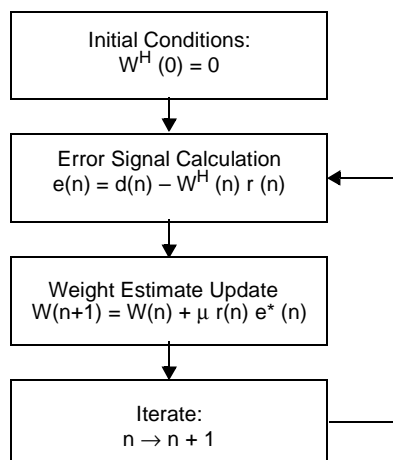 Initial Conditions:
W^H (0) = 0
Error Signal Calculation
e(n) = d(n) – W^H (n) r (n)
Weight Estimate Update
W(n+1) = W(n) + μ r(n) e* (n)
Iterate:
n → n + 1